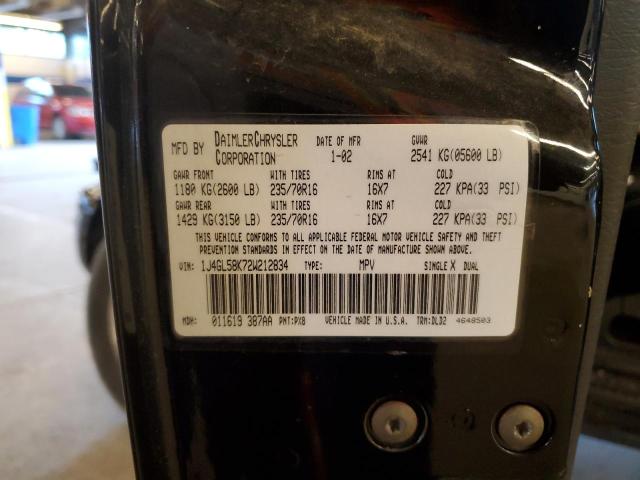 MFD BY DAIMLERCHRYSLER CORPORATION DATE OF MFR 1-02 GVWR 2541 KG(05600 LB)
GAWR FRONT WITH TIRES RIMS AT COLD
1180 KG(2600 LB) 235/70R16 16X7 227 KPA(33 PSI)
GAWR REAR WITH TIRES RIMS AT COLD
1429 KG(3150 LB) 235/70R16 16X7 227 KPA(33 PSI)
THIS VEHICLE CONFORMS TO ALL APPLICABLE FEDERAL MOTOR VEHICLE SAFETY AND THEFT
PREVENTION STANDARDS IN EFFECT ON THE DATE OF MANUFACTURE SHOWN ABOVE.
VIN: 1J4GL58K72W212834 TYPE: MPV SINGLE X DUAL
MDH: 011619 387AA PNT:PX8 VEHICLE MADE IN U.S.A. TRM:DLD2 4648503